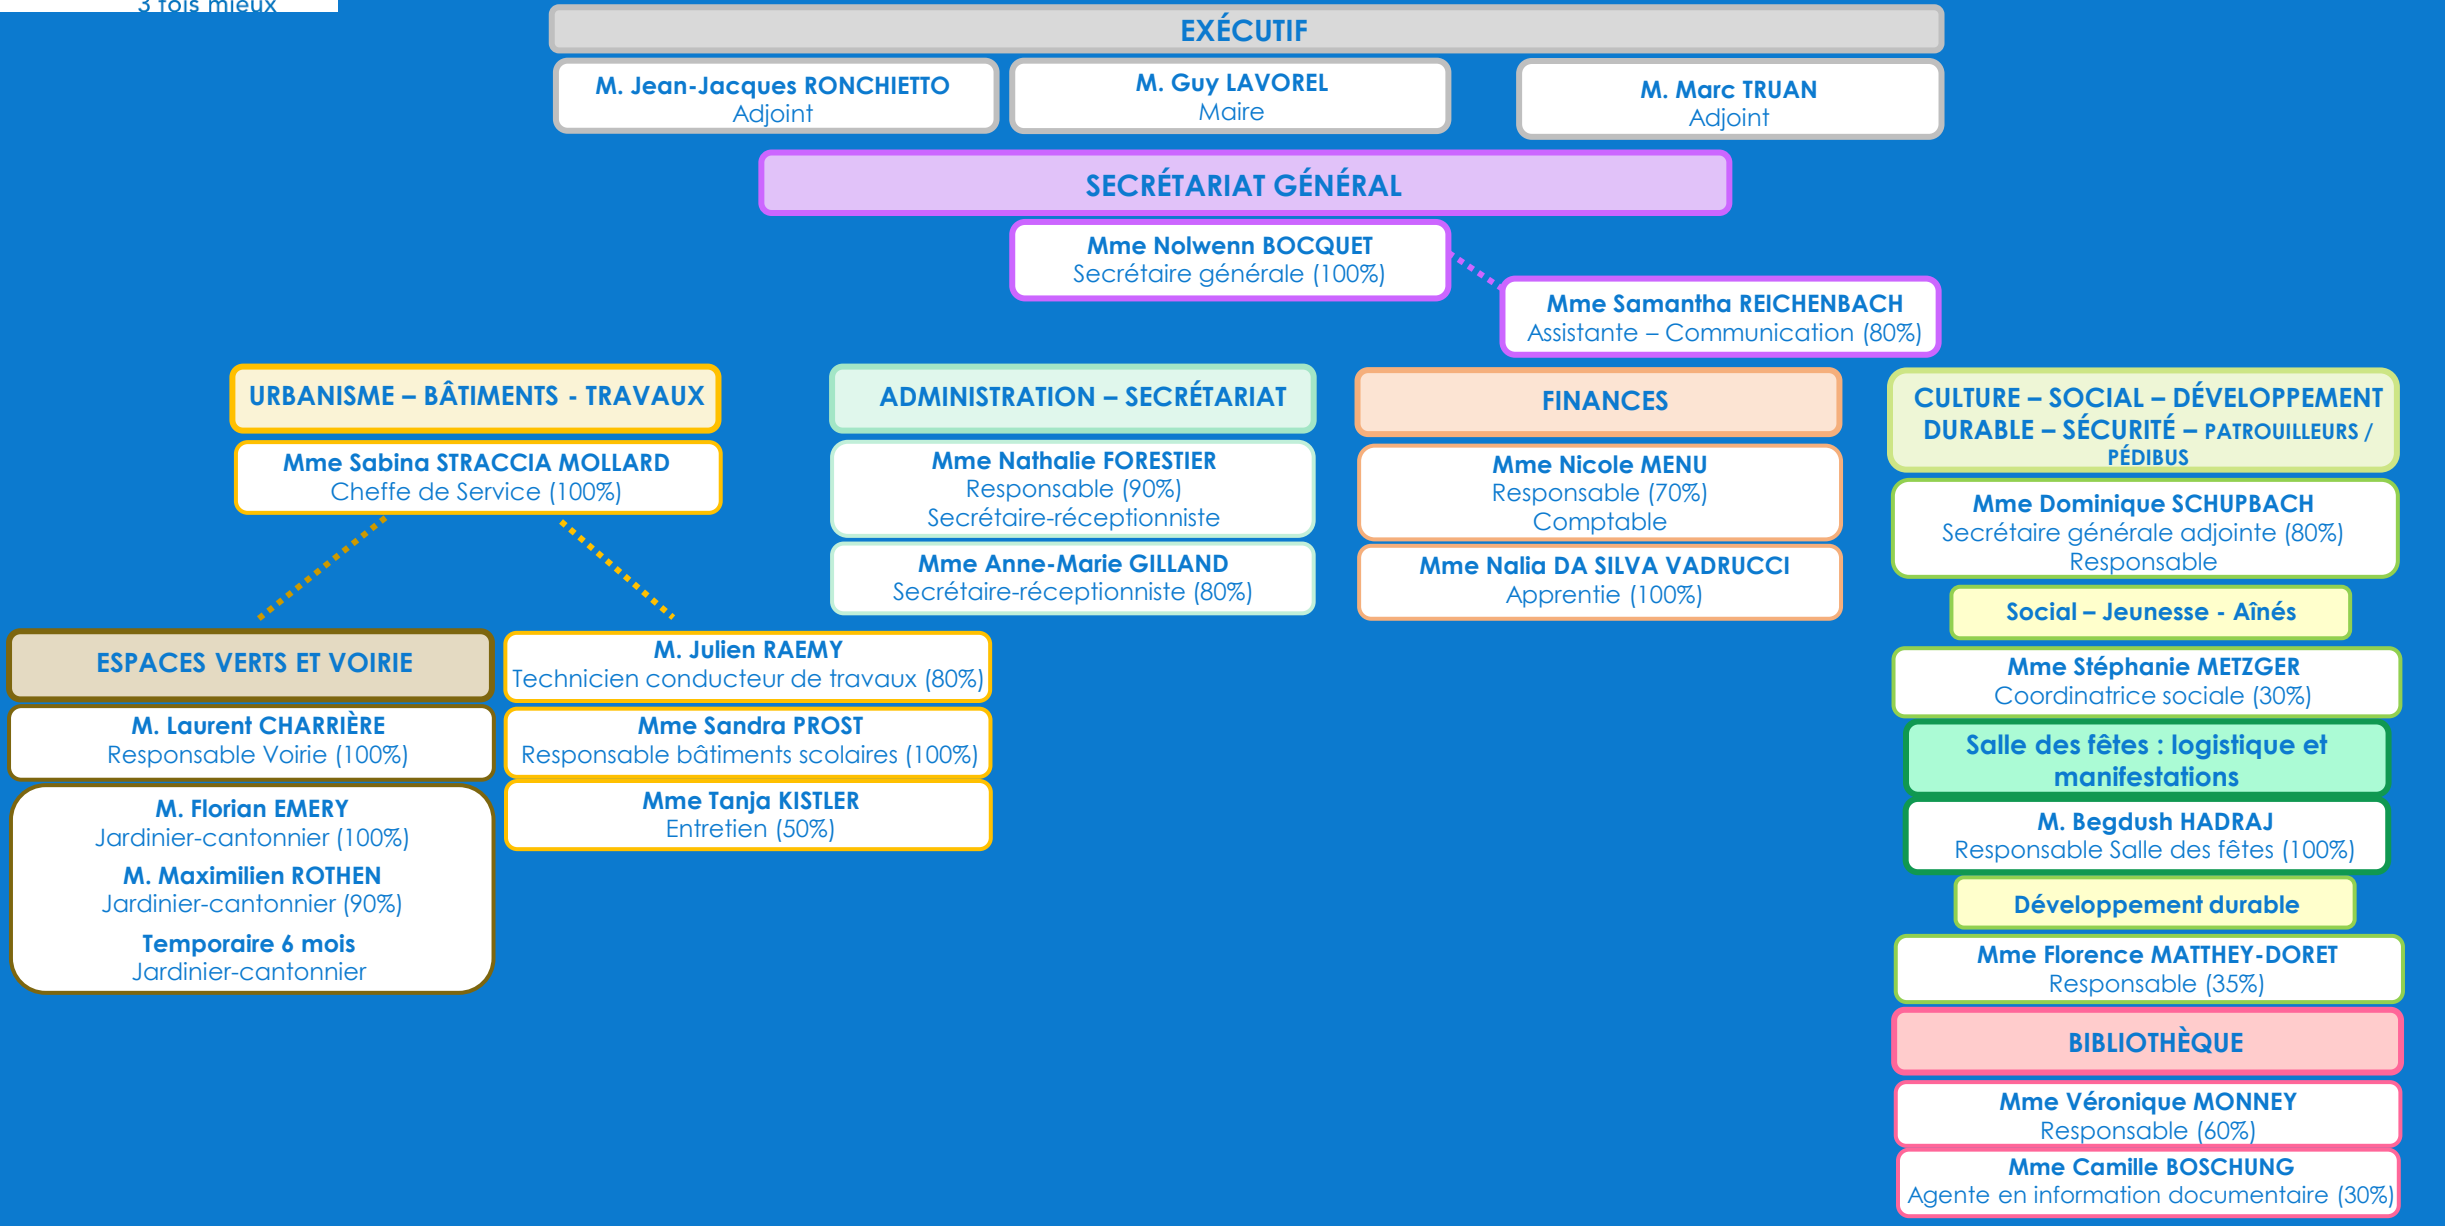 3 fois mieux
EXÉCUTIF
M. Jean-Jacques RONCHIETTO
Adjoint
M. Guy LAVOREL
Maire
M. Marc TRUAN
Adjoint
SECRÉTARIAT GÉNÉRAL
Mme Nolwenn BOCQUET
Secrétaire générale (100%)
Mme Samantha REICHENBACH
Assistante – Communication (80%)
URBANISME – BÂTIMENTS - TRAVAUX
Mme Sabina STRACCIA MOLLARD
Cheffe de Service (100%)
ESPACES VERTS ET VOIRIE
M. Laurent CHARRIÈRE
Responsable Voirie (100%)
M. Florian EMERY
Jardinier-cantonnier (100%)
M. Maximilien ROTHEN
Jardinier-cantonnier (90%)
Temporaire 6 mois
Jardinier-cantonnier
M. Julien RAEMY
Technicien conducteur de travaux (80%)
Mme Sandra PROST
Responsable bâtiments scolaires (100%)
Mme Tanja KISTLER
Entretien (50%)
ADMINISTRATION – SECRÉTARIAT
Mme Nathalie FORESTIER
Responsable (90%)
Secrétaire-réceptionniste
Mme Anne-Marie GILLAND
Secrétaire-réceptionniste (80%)
FINANCES
Mme Nicole MENU
Responsable (70%)
Comptable
Mme Nalia DA SILVA VADRUCCI
Apprentie (100%)
CULTURE – SOCIAL – DÉVELOPPEMENT
DURABLE – SÉCURITÉ – PATROUILLEURS /
PÉDIBUS
Mme Dominique SCHUPBACH
Secrétaire générale adjointe (80%)
Responsable
Social – Jeunesse - Aînés
Mme Stéphanie METZGER
Coordinatrice sociale (30%)
Salle des fêtes : logistique et
manifestations
M. Begdush HADRAJ
Responsable Salle des fêtes (100%)
Développement durable
Mme Florence MATTHEY-DORET
Responsable (35%)
BIBLIOTHÈQUE
Mme Véronique MONNEY
Responsable (60%)
Mme Camille BOSCHUNG
Agente en information documentaire (30%)